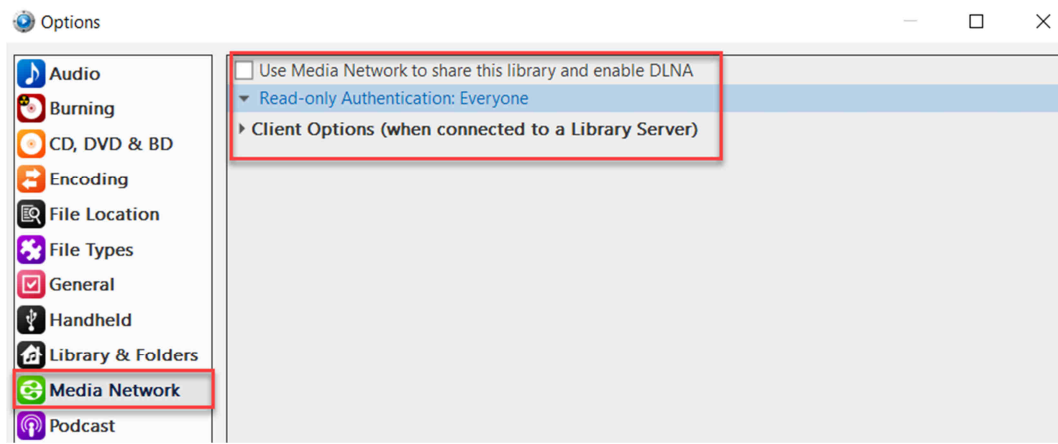 Options
Audio
Burning
CD, DVD & BD
Encoding
File Location
File Types
General
Handheld
Library & Folders
Media Network
Podcast
Use Media Network to share this library and enable DLNA
Read-only Authentication: Everyone
Client Options (when connected to a Library Server)